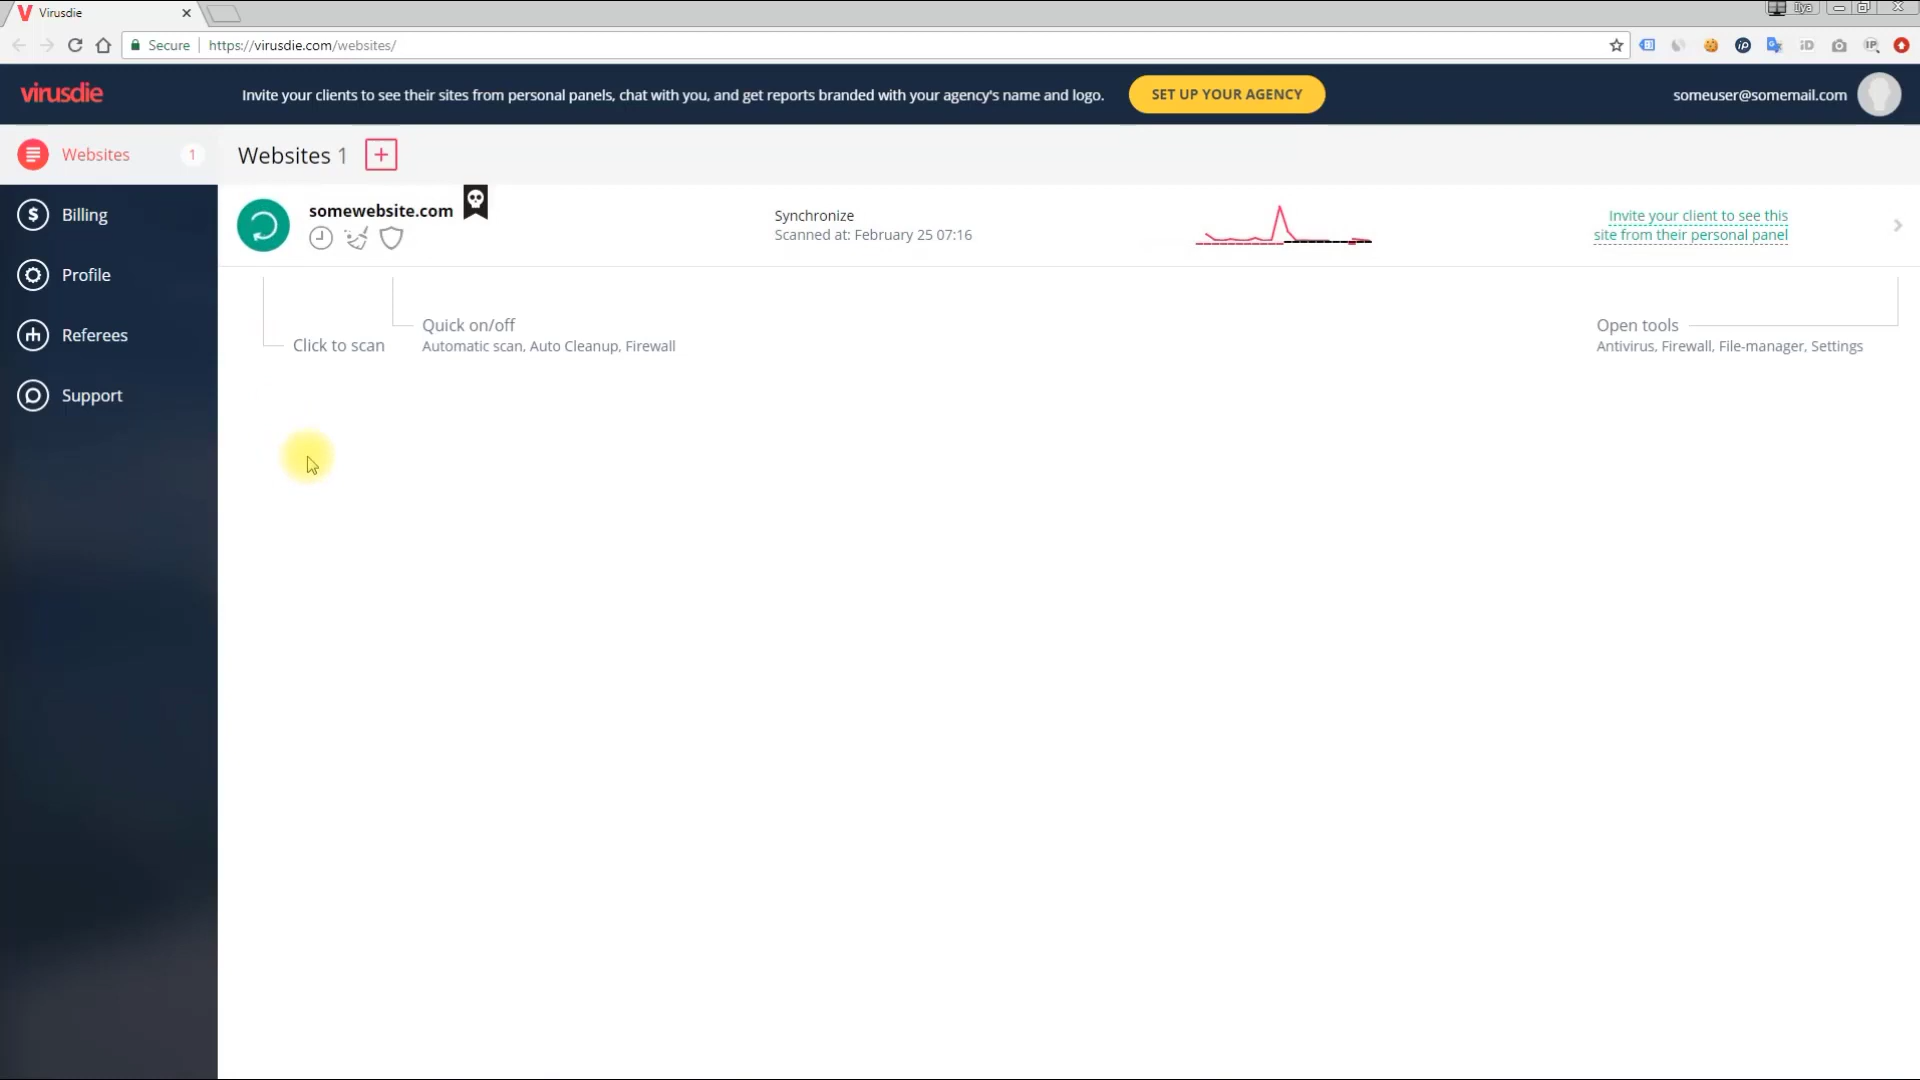 Virusdie
Ilya
Secure
https://virusdie.com/websites/
virusdie
Invite your clients to see their sites from personal panels, chat with you, and get reports branded with your agency's name and logo.
SET UP YOUR AGENCY
someuser@somemail.com
Websites
1
Websites 1
Billing
Profile
Referees
Support
somewebsite.com
Synchronize
Scanned at: February 25 07:16
Invite your client to see this
site from their personal panel
Click to scan
Quick on/off
Automatic scan, Auto Cleanup, Firewall
Open tools
Antivirus, Firewall, File-manager, Settings